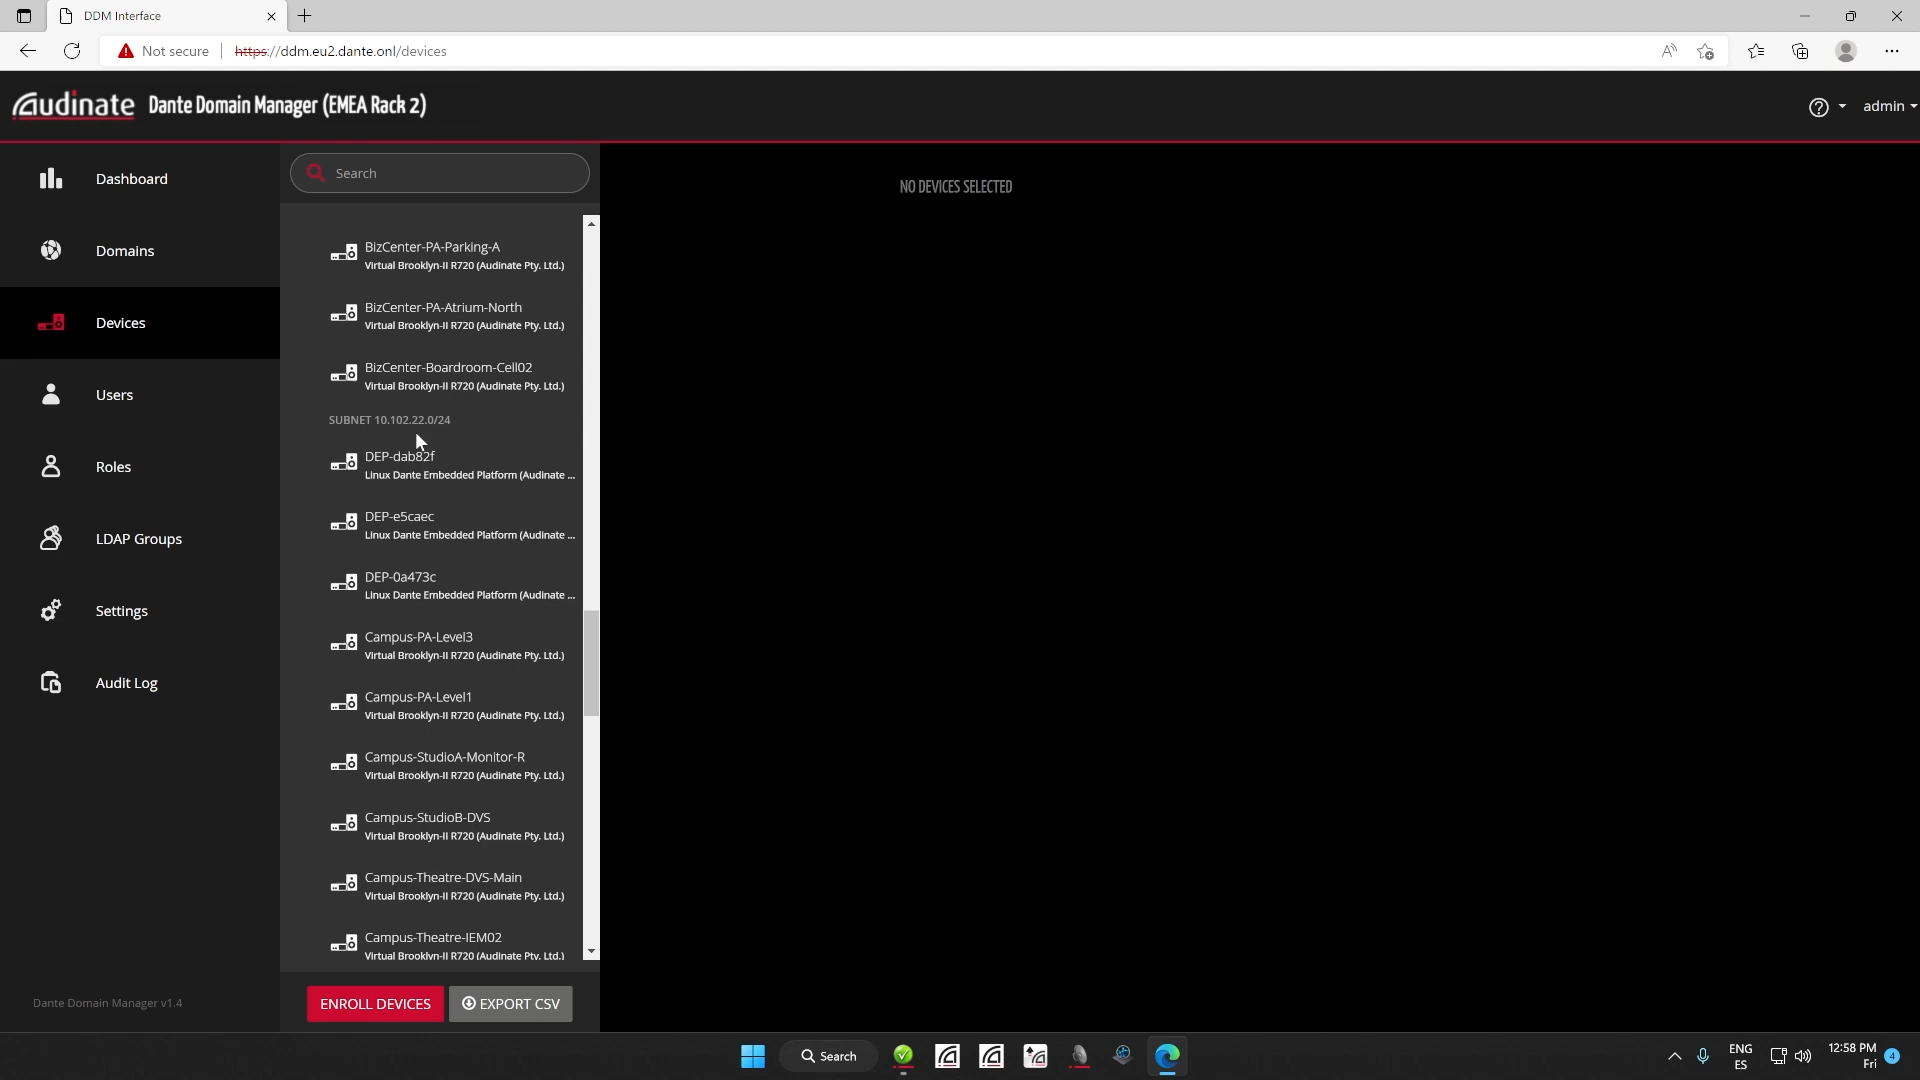 DDM Interface
Not secure
https://ddm.eu2.dante.onl/devices
Audinate Dante Domain Manager (EMEA Rack 2)
admin
Dashboard
Domains
Devices
Users
Roles
LDAP Groups
Settings
Audit Log
Dante Domain Manager v1.4
Search
BizCenter-PA-Parking-A
Virtual Brooklyn-II R720 (Audinate Pty. Ltd.)
BizCenter-PA-Atrium-North
Virtual Brooklyn-II R720 (Audinate Pty. Ltd.)
BizCenter-Boardroom-Cell02
Virtual Brooklyn-II R720 (Audinate Pty. Ltd.)
SUBNET 10.102.22.0/24
DEP-dab82f
Linux Dante Embedded Platform (Audinate ...
DEP-e5caec
Linux Dante Embedded Platform (Audinate ...
DEP-0a473c
Linux Dante Embedded Platform (Audinate ...
Campus-PA-Level3
Virtual Brooklyn-II R720 (Audinate Pty. Ltd.)
Campus-PA-Level1
Virtual Brooklyn-II R720 (Audinate Pty. Ltd.)
Campus-StudioA-Monitor-R
Virtual Brooklyn-II R720 (Audinate Pty. Ltd.)
Campus-StudioB-DVS
Virtual Brooklyn-II R720 (Audinate Pty. Ltd.)
Campus-Theatre-DVS-Main
Virtual Brooklyn-II R720 (Audinate Pty. Ltd.)
Campus-Theatre-IEM02
Virtual Brooklyn-II R720 (Audinate Pty. Ltd.)
ENROLL DEVICES
EXPORT CSV
NO DEVICES SELECTED
Search
ENG
ES
12:58 PM
Fri
4